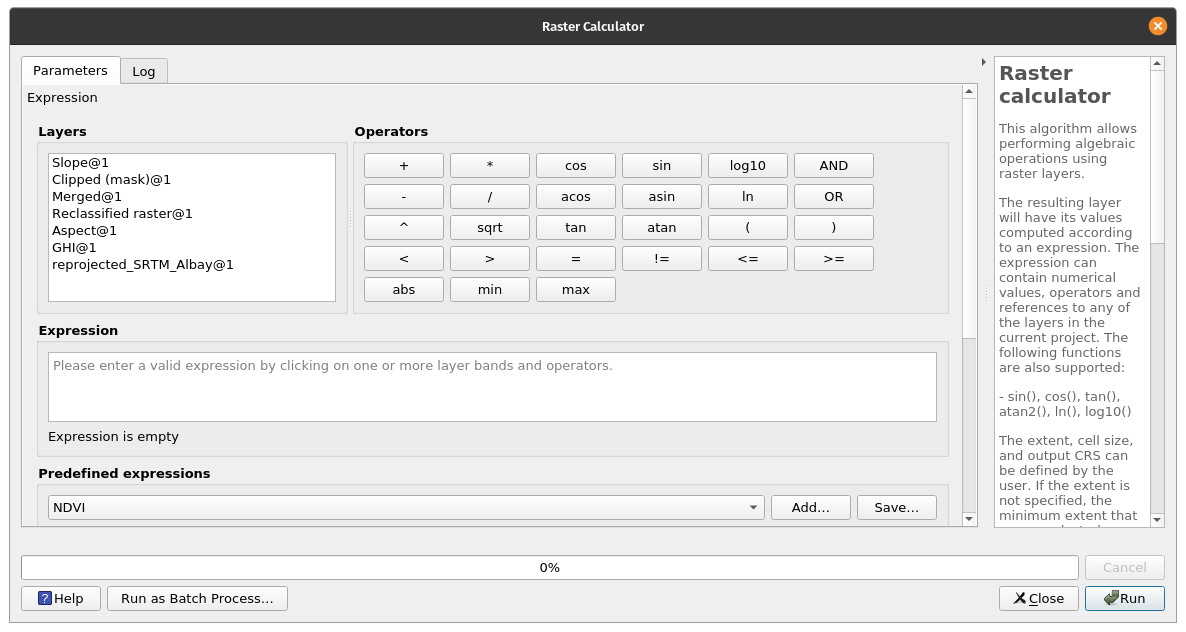 Raster Calculator
Parameters
Log
Expression
Layers
Slope@1
Clipped (mask)@1
Merged@1
Reclassified raster@1
Aspect@1
GHI@1
reprojected_SRTM_Albay@1
Operators
+ * cos sin log10 AND
- / acos asin ln OR
^ sqrt tan atan ( )
< > = != <= >=
abs min max
Expression
Please enter a valid expression by clicking on one or more layer bands and operators.
Expression is empty
Predefined expressions
NDVI
Add...
Save...
Raster
calculator
This algorithm allows
performing algebraic
operations using
raster layers.
The resulting layer
will have its values
computed according
to an expression. The
expression can
contain numerical
values, operators and
references to any of
the layers in the
current project. The
following functions
are also supported:
- sin(), cos(), tan(),
atan2(), ln(), log10()
The extent, cell size,
and output CRS can
be defined by the
user. If the extent is
not specified, the
minimum extent that
0%
Cancel
Help
Run as Batch Process...
Close
Run